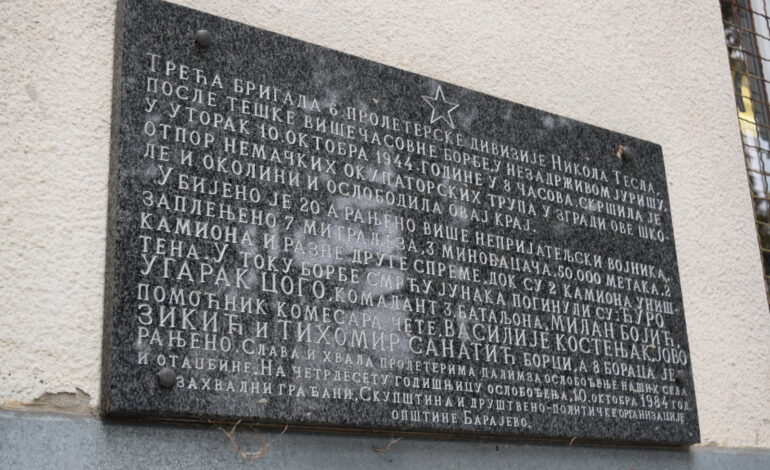 ТРЕЋА БРИГАДА 6. ПРОЛЕТЕРСКЕ ДИВИЗИЈЕ НИКОЛА ТЕСЛА,
ПОСЛЕ ТЕШКЕ ВИШЕЧАСОВНЕ БОРБЕ, У НЕЗАДРЖИВОМ ЈУРИШУ
У УТОРАК 10. ОКТОБРА 1944. ГОДИНЕ У 8 ЧАСОВА, СКРШИЛА ЈЕ
ОТПОР НЕМАЧКИХ ОКУПАТОРСКИХ ТРУПА У ЗГРАДИ ОВЕ ШКО-
ЛЕ И ОКОЛИНИ И ОСЛОБОДИЛА ОВАЈ КРАЈ.
УБИЈЕНО ЈЕ 20 А РАЊЕНО ВИШЕ НЕПРИЈАТЕЉСКИ ВОЈНИКА,
ЗАПЛЕЊЕНО 7 МИТРАЉЕЗА, 3 МИНОБАЦАЧА, 50.000 МЕТАКА, 2
КАМИОНА И РАЗНЕ ДРУГЕ СПРЕМЕ, ДОК СУ 2 КАМИОНА УНИШ-
ТЕНА. У ТОКУ БОРБЕ СМРЋУ ЈУНАКА ПОГИНУЛИ СУ: ЂУРО
УГАРАК ЦОГО, КОМАДАНТ 3. БАТАЉОНА, МИЛАН БОЈИЋ,
ПОМОЋНИК КОМЕСАРА ЧЕТЕ, ВАСИЛИЈЕ КОСТЕЊАК, ЈОВО
ЗИКИЋ И ТИХОМИР САНАТИЋ, БОРЦИ, А 8 БОРАЦА ЈЕ
РАЊЕНО. СЛАВА И ХВАЛА ПРОЛЕТЕРИМА ПАЛИМ ЗА ОСЛОБОЂЕЊЕ НАШИХ СЕЛА
И ОТАЏБИНЕ. НА ЧЕТРДЕСЕТУ ГОДИШЊИЦУ ОСЛОБОЂЕЊА, 10. ОКТОБРА 1984 ГОД.
ЗАХВАЛНИ ГРАЂАНИ, СКУПШТИНА И ДРУШТВЕНО-ПОЛИТИЧКЕ ОРГАНИЗАЦИЈЕ
ОПШТИНЕ БАРАЈЕВО.